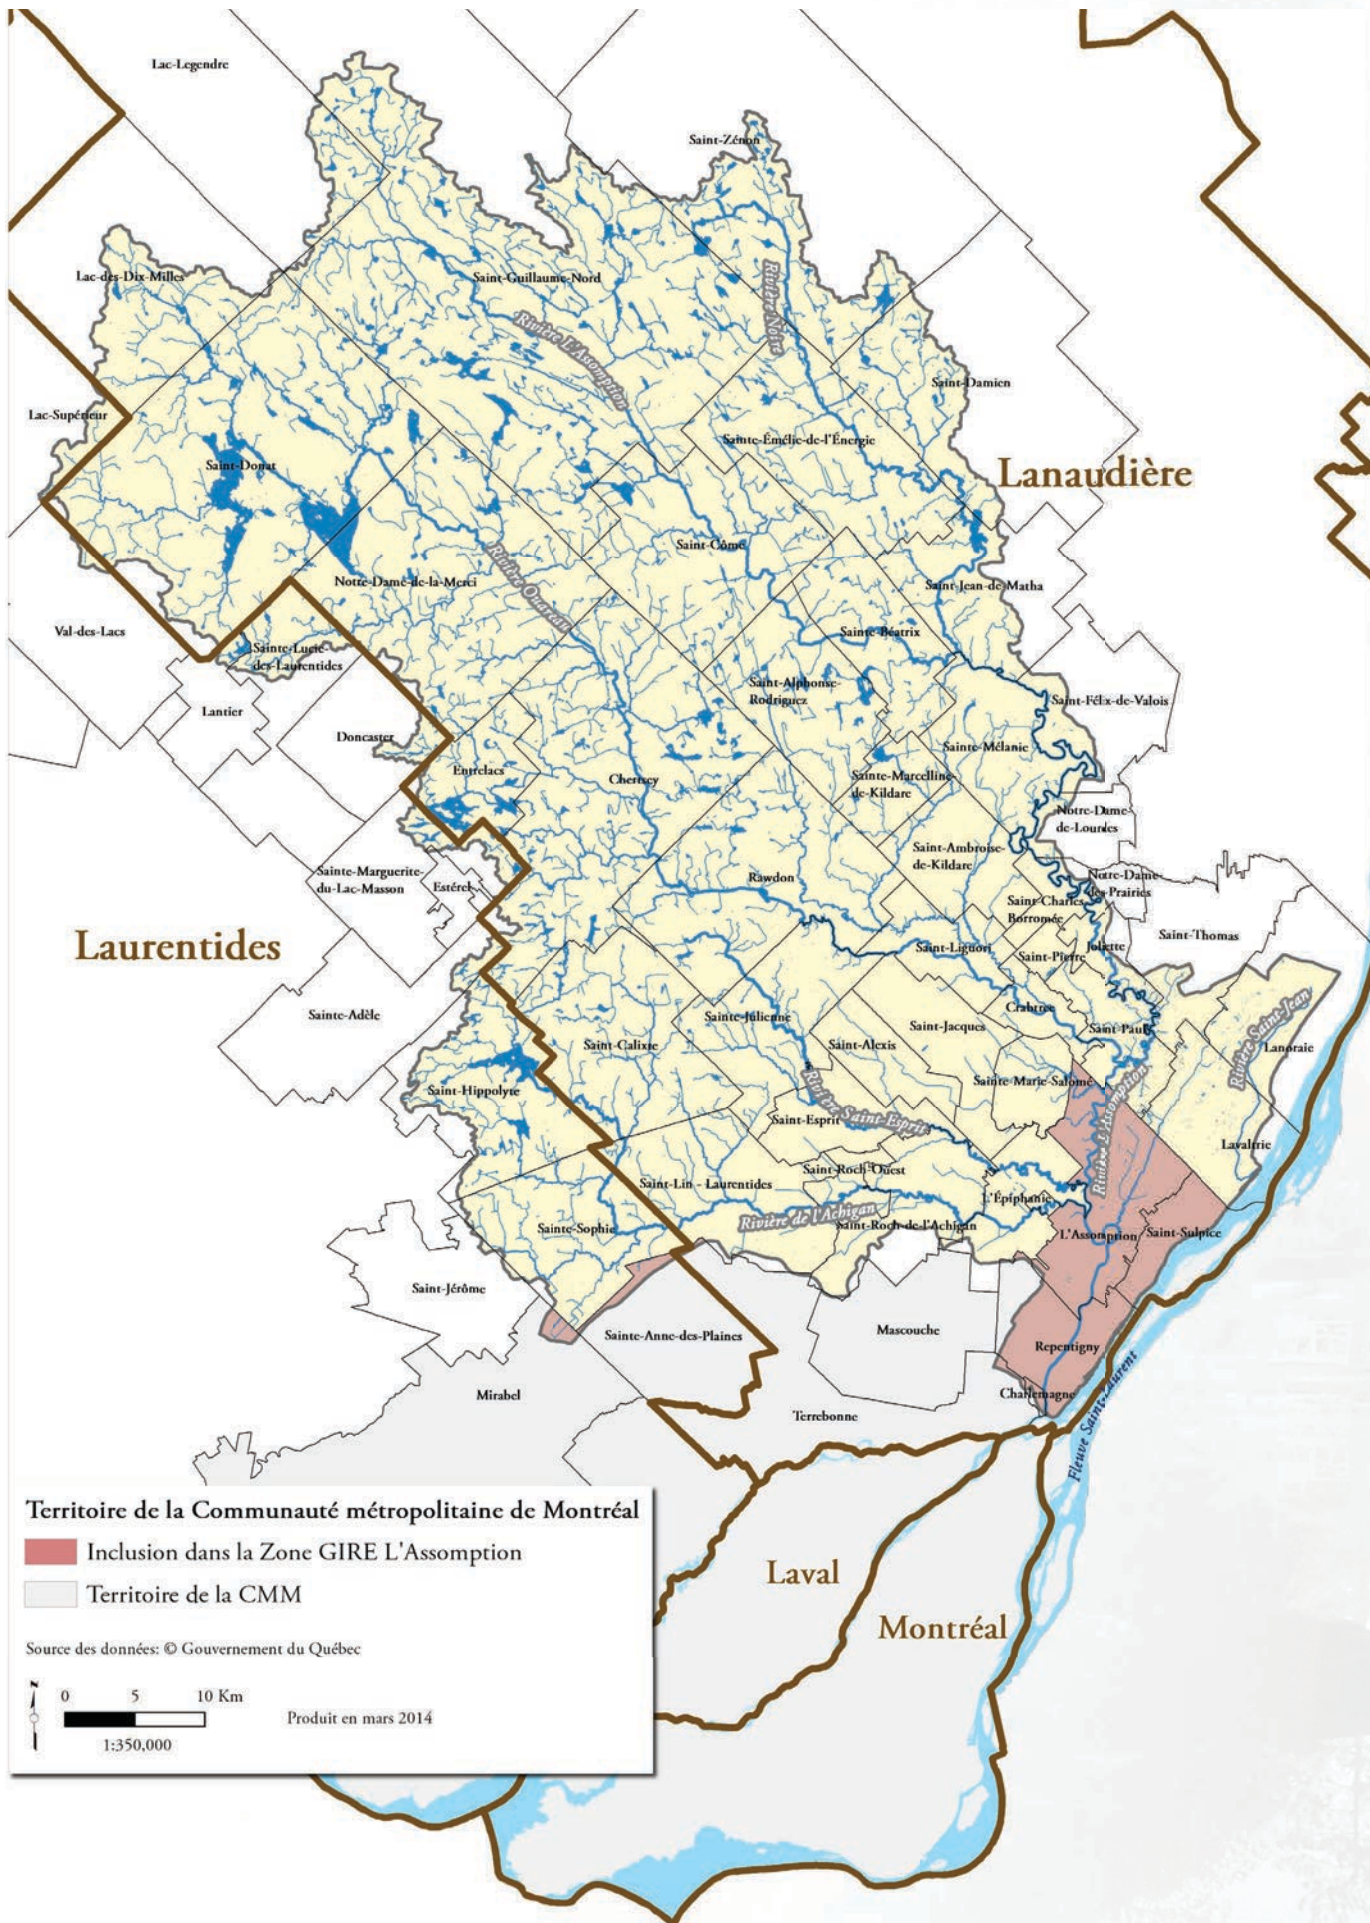 Lac-Legendre
Saint-Zénon
Lac-des-Dix-Milles
Saint-Guillaume-Nord
Rivière Noire
Rivière L'Assomption
Saint-Damien
Lac-Supérieur
Sainte-Émélie-de-l'Énergie
Saint-Donat
Lanaudière
Saint-Côme
Rivière Ouareau
Notre-Dame-de-la-Merci
Saint-Jean-de-Matha
Val-des-Lacs
Sainte-Béatrix
Sainte-Lucie-
des-Laurentides
Saint-Alphonse-
Rodriguez
Saint-Félix-de-Valois
Lantier
Doncaster
Sainte-Mélanie
Entrelacs
Chertsey
Sainte-Marcelline-
de-Kildare
Notre-Dame-
de-Lourdes
Saint-Ambroise-
de-Kildare
Sainte-Marguerite-
du-Lac-Masson
Estérel
Rawdon
Notre-Dame-
des-Prairies
Saint-Charles-
Borromée
Laurentides
Saint-Liguori
Saint-Pierre
Joliette
Saint-Thomas
Sainte-Adèle
Sainte-Julienne
Saint-Jacques
Crabtree
Saint-Paul
Rivière Saint-Jean
Saint-Calixte
Saint-Alexis
Lanoraie
Saint-Hippolyte
Sainte-Marie-Salomé
Rivière L'Assomption
Rivière Saint-Esprit
Saint-Esprit
Lavaltrie
Saint-Roch-Ouest
Saint-Lin - Laurentides
L'Épiphanie
Rivière de l'Achigan
Saint-Roch-de-l'Achigan
Sainte-Sophie
L'Assomption
Saint-Sulpice
Saint-Jérôme
Sainte-Anne-des-Plaines
Mascouche
Repentigny
Mirabel
Charlemagne
Terrebonne
Fleuve Saint-Laurent
Territoire de la Communauté métropolitaine de Montréal
Inclusion dans la Zone GIRE L'Assomption
Territoire de la CMM
Source des données: © Gouvernement du Québec
N
0 5 10 Km
Produit en mars 2014
1:350,000
Laval
Montréal